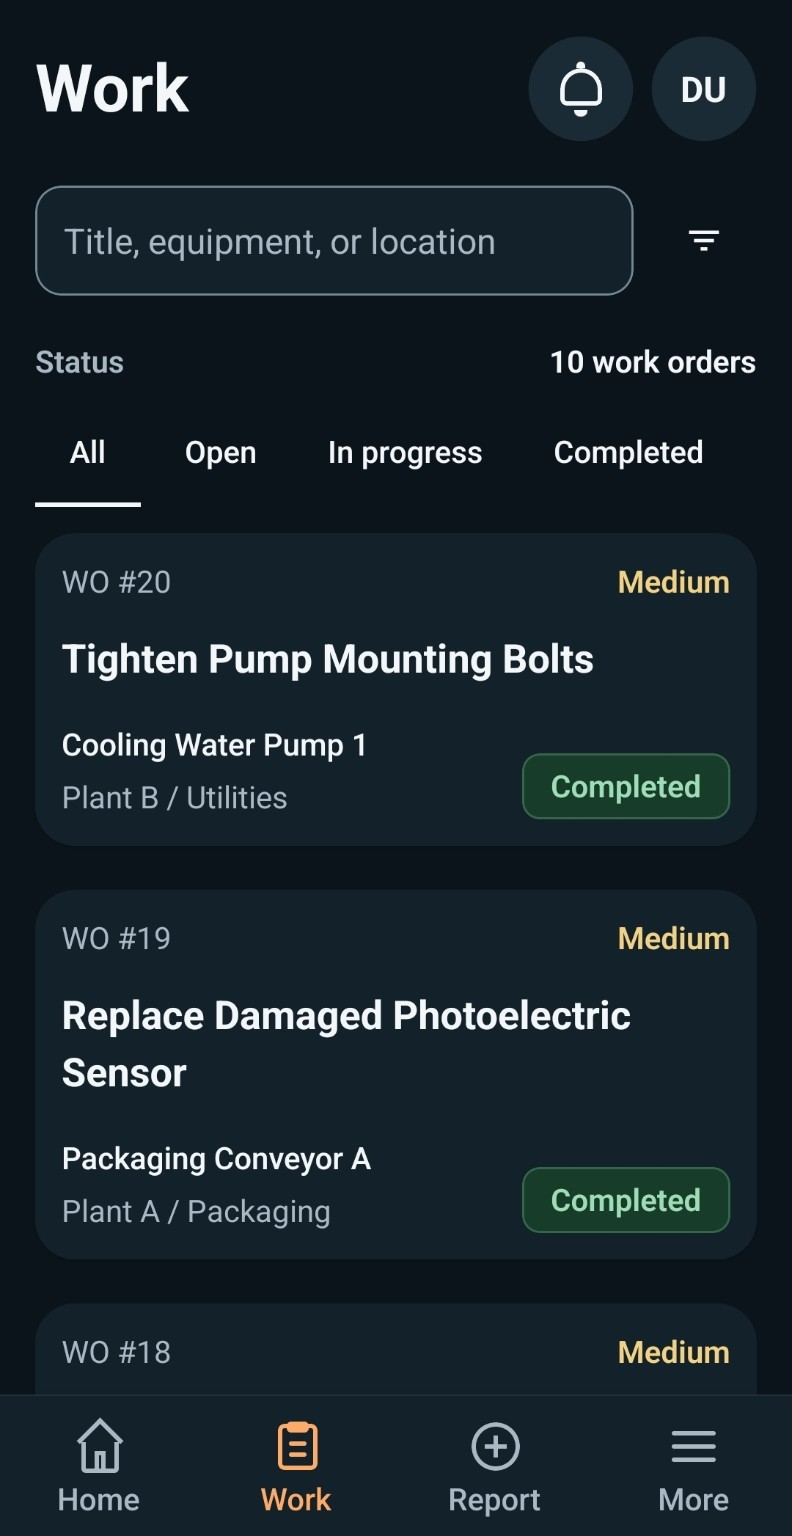 Work
DU
Title, equipment, or location
Status
10 work orders
All
Open
In progress
Completed
WO #20
Medium
Tighten Pump Mounting Bolts
Cooling Water Pump 1
Plant B / Utilities
Completed
WO #19
Medium
Replace Damaged Photoelectric
Sensor
Packaging Conveyor A
Plant A / Packaging
Completed
WO #18
Medium
Home
Work
Report
More